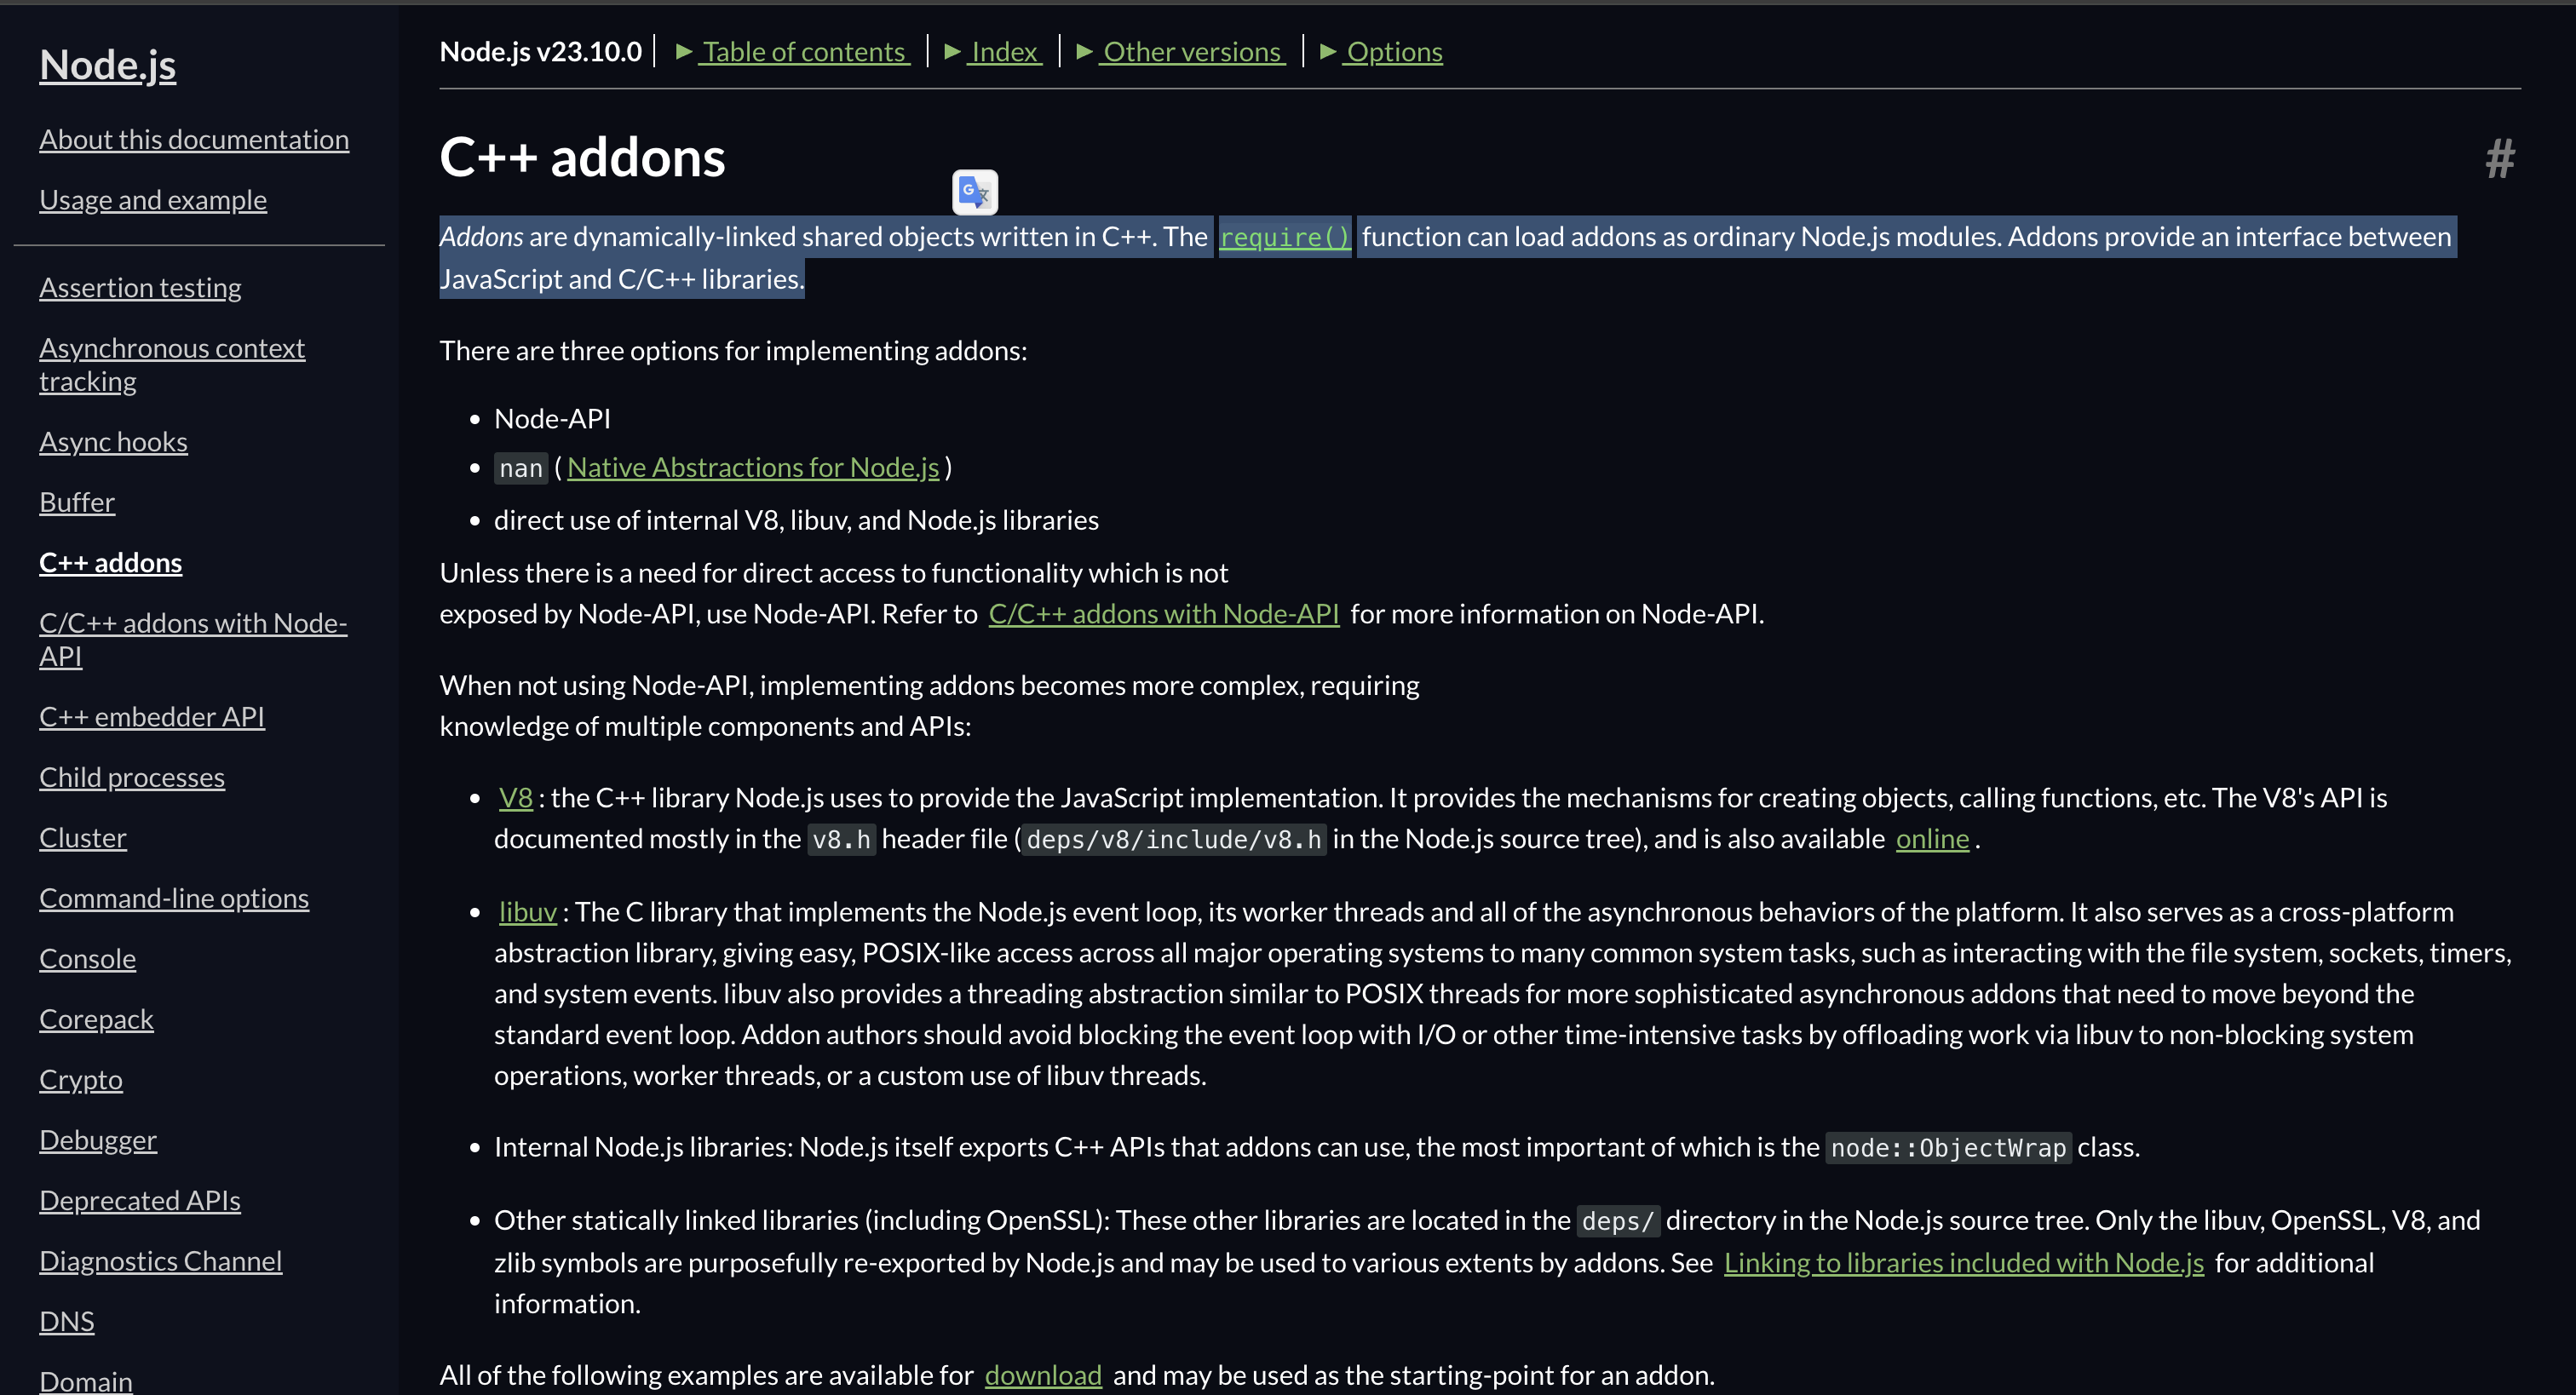 Node.js
About this documentation
Usage and example
Assertion testing
Asynchronous context
tracking
Async hooks
Buffer
C++ addons
C/C++ addons with Node-
API
C++ embedder API
Child processes
Cluster
Command-line options
Console
Corepack
Crypto
Debugger
Deprecated APIs
Diagnostics Channel
DNS
Domain
Node.js v23.10.0 | ► Table of contents | ► Index | ► Other versions | ► Options
C++ addons #
Addons are dynamically-linked shared objects written in C++. The require() function can load addons as ordinary Node.js modules. Addons provide an interface between
JavaScript and C/C++ libraries.
There are three options for implementing addons:
• Node-API
• nan ( Native Abstractions for Node.js )
• direct use of internal V8, libuv, and Node.js libraries
Unless there is a need for direct access to functionality which is not
exposed by Node-API, use Node-API. Refer to C/C++ addons with Node-API for more information on Node-API.
When not using Node-API, implementing addons becomes more complex, requiring
knowledge of multiple components and APIs:
• V8 : the C++ library Node.js uses to provide the JavaScript implementation. It provides the mechanisms for creating objects, calling functions, etc. The V8's API is
documented mostly in the v8.h header file (deps/v8/include/v8.h in the Node.js source tree), and is also available online .
• libuv : The C library that implements the Node.js event loop, its worker threads and all of the asynchronous behaviors of the platform. It also serves as a cross-platform
abstraction library, giving easy, POSIX-like access across all major operating systems to many common system tasks, such as interacting with the file system, sockets, timers,
and system events. libuv also provides a threading abstraction similar to POSIX threads for more sophisticated asynchronous addons that need to move beyond the
standard event loop. Addon authors should avoid blocking the event loop with I/O or other time-intensive tasks by offloading work via libuv to non-blocking system
operations, worker threads, or a custom use of libuv threads.
• Internal Node.js libraries: Node.js itself exports C++ APIs that addons can use, the most important of which is the node::ObjectWrap class.
• Other statically linked libraries (including OpenSSL): These other libraries are located in the deps/ directory in the Node.js source tree. Only the libuv, OpenSSL, V8, and
zlib symbols are purposefully re-exported by Node.js and may be used to various extents by addons. See Linking to libraries included with Node.js for additional
information.
All of the following examples are available for download and may be used as the starting-point for an addon.